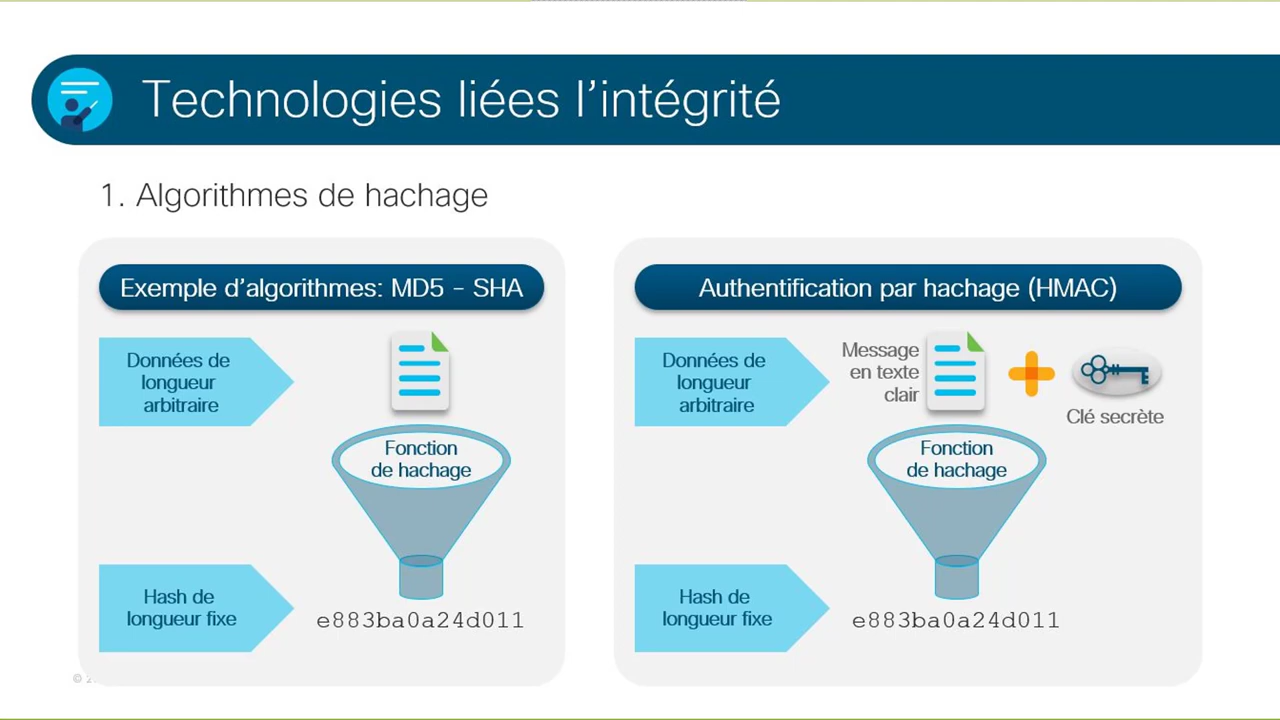 Technologies liées l'intégrité
1. Algorithmes de hachage
Exemple d'algorithmes: MD5 – SHA
Données de
longueur
arbitraire
Fonction
de hachage
Hash de
longueur fixe
e883ba0a24d011
Authentification par hachage (HMAC)
Données de
longueur
arbitraire
Message
en texte
clair
Clé secrète
Fonction
de hachage
Hash de
longueur fixe
e883ba0a24d011